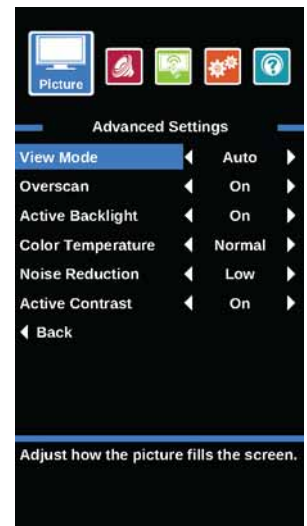 Picture
Advanced Settings
View Mode Auto
Overscan On
Active Backlight On
Color Temperature Normal
Noise Reduction Low
Active Contrast On
Back
Adjust how the picture fills the screen.